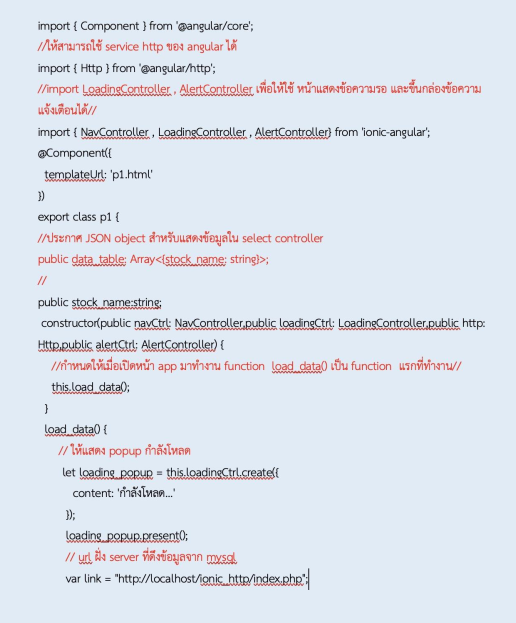 import { Component } from '@angular/core';
//ให้สามารถใช้ service http ของ angular ได้
import { Http } from '@angular/http';
//import LoadingController , AlertController เพื่อให้ใช้ หน้าแสดงข้อความรอ และขึ้นกล่องข้อความ
แจ้งเตือนได้//
import { NavController , LoadingController , AlertController} from 'ionic-angular';
@Component({
templateUrl: 'p1.html'
})
export class p1 {
//ประกาศ JSON object สำหรับแสดงข้อมูลใน select controller
public data_table: Array<{stock_name: string}>;
//
public stock_name:string;
constructor(public navCtrl: NavController,public loadingCtrl: LoadingController,public http:
Http,public alertCtrl: AlertController) {
//กำหนดให้เมื่อเปิดหน้า app มาทำงาน function load_data() เป็น function แรกที่ทำงาน//
this.load_data();
}
load_data() {
// ให้แสดง popup กำลังโหลด
let loading_popup = this.loadingCtrl.create({
content: 'กำลังโหลด...'
});
loading_popup.present();
// url ฝั่ง server ที่ดึงข้อมูลจาก mysql
var link = "http://localhost/ionic_http/index.php";